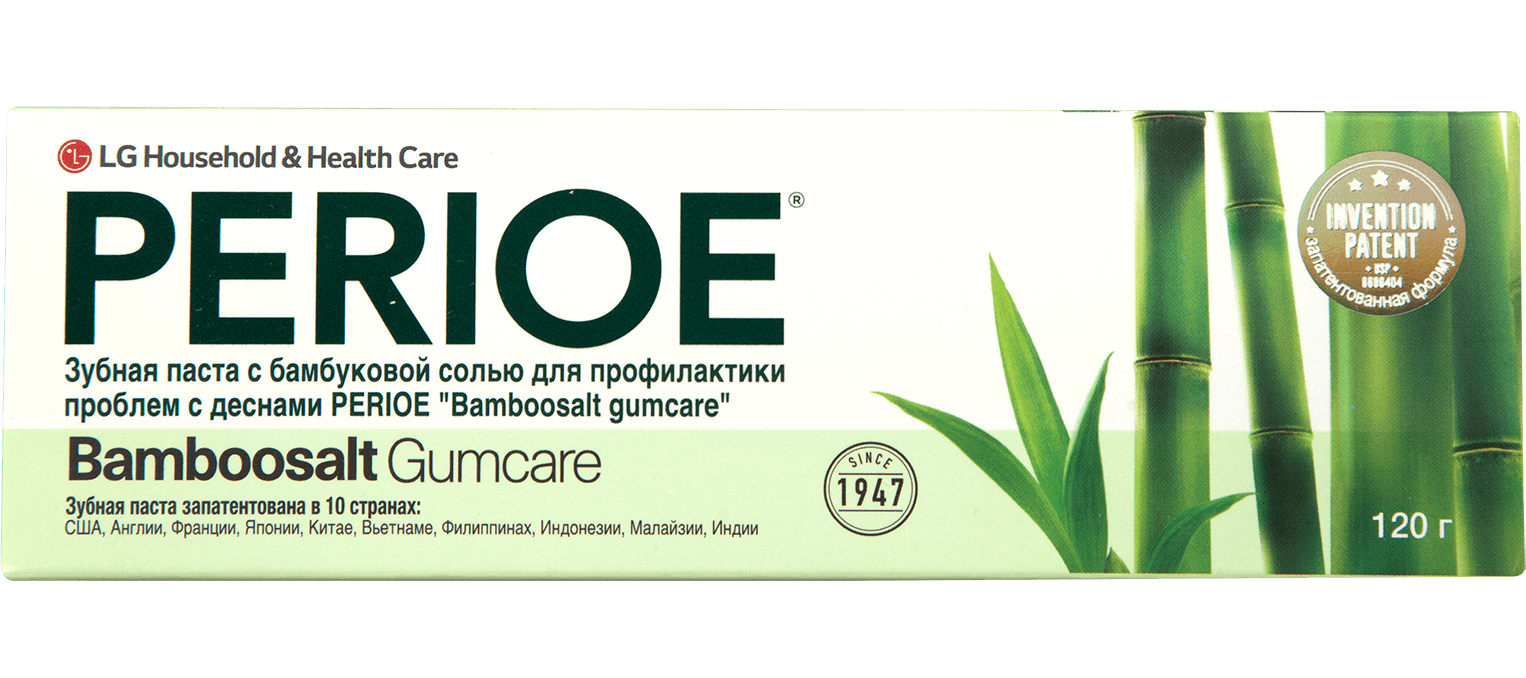 LG Household & Health Care
PERIOE®
Зубная паста с бамбуковой солью для профилактики
проблем с деснами PERIOE "Bamboosalt gumcare"
Bamboosalt Gumcare
Зубная паста запатентована в 10 странах:
США, Англии, Франции, Японии, Китае, Вьетнаме, Филиппинах, Индонезии, Малайзии, Индии
SINCE
1947
INVENTION
PATENT
USP
8696404
запатентованная формула
120 г